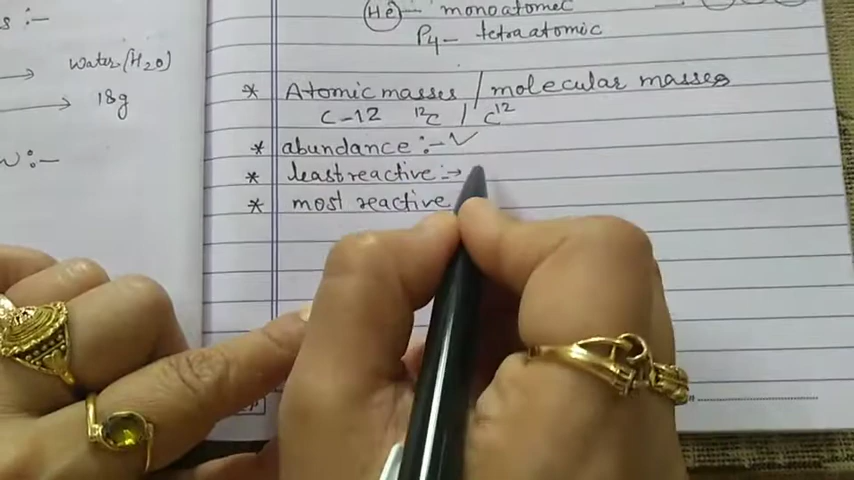 s :-
Water (H₂O)
→ 18g
:-
(He) - monoatomic
P₄ - tetraatomic
* Atomic masses / molecular masses
C-12 ¹²C / C¹²
* abundance :- ✓
* least reactive :→
* most reactive